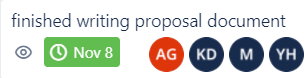 finished writing proposal document
Nov 8 AG KD M YH